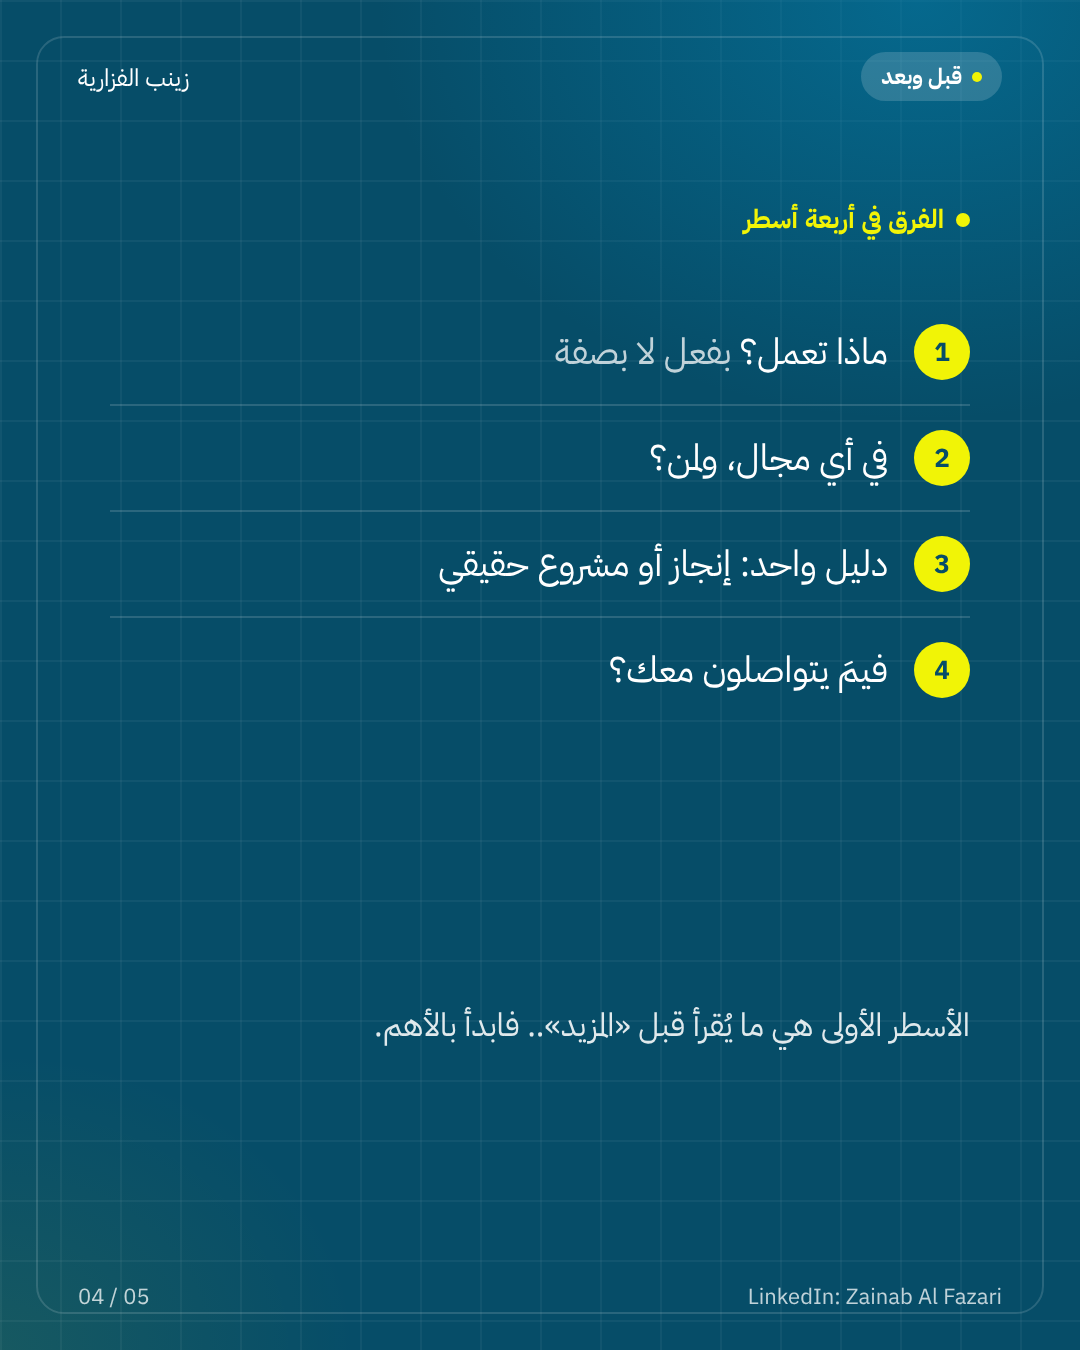 قبل وبعد
زينب الفزارية
الفرق في أربعة أسطر
1 ماذا تعمل؟ بفعل لا بصفة
2 في أي مجال، ولمن؟
3 دليل واحد: إنجاز أو مشروع حقيقي
4 فيمَ يتواصلون معك؟
الأسطر الأولى هي ما يُقرأ قبل «المزيد».. فابدأ بالأهم.
LinkedIn: Zainab Al Fazari
04 / 05